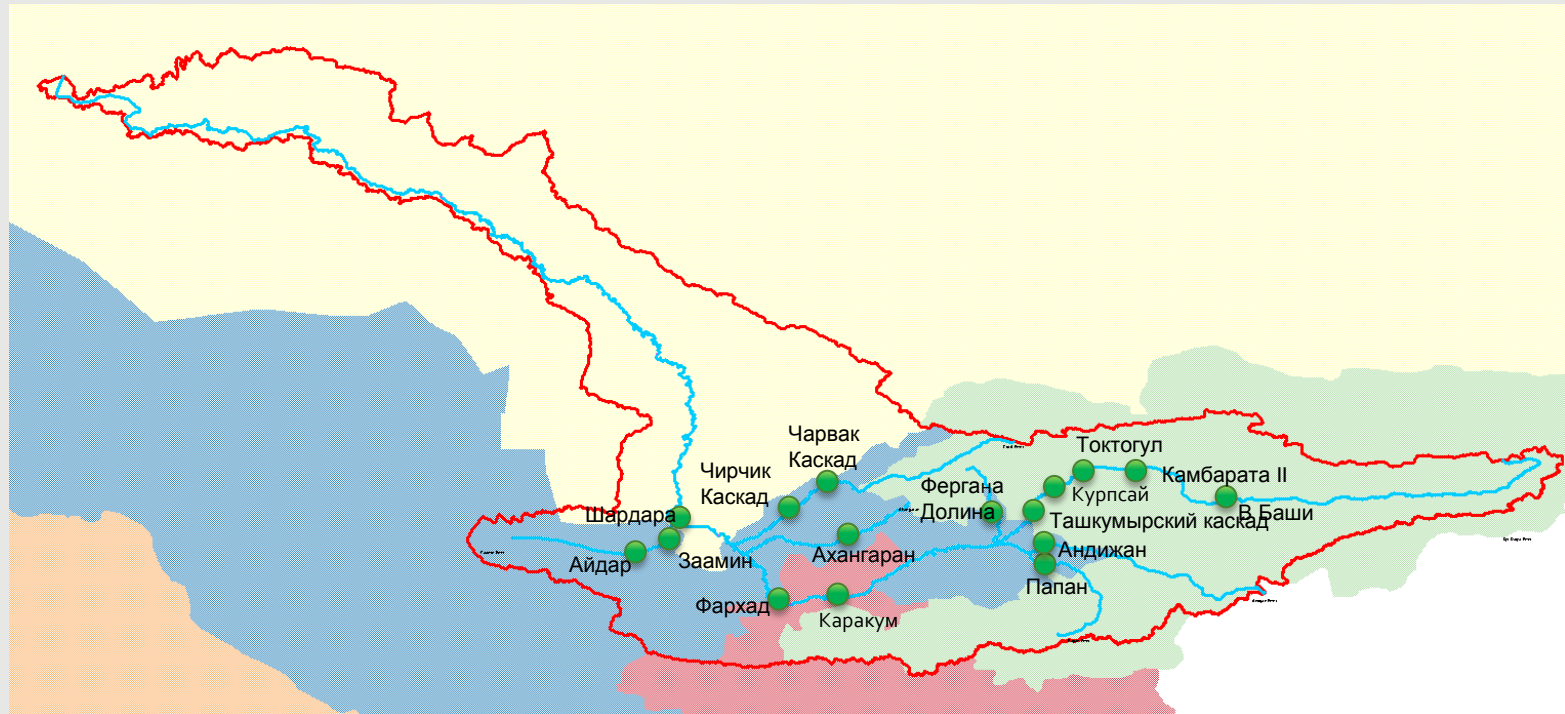 Чарвак
Каскад
Чирчик
Каскад
Токтогул
Камбарата II
Фергана
Долина
Курпсай
В.Баши
Шардара
Ташкумырский каскад
Заамин
Ахангаран
Андижан
Айдар
Папан
Фархад
Каракум